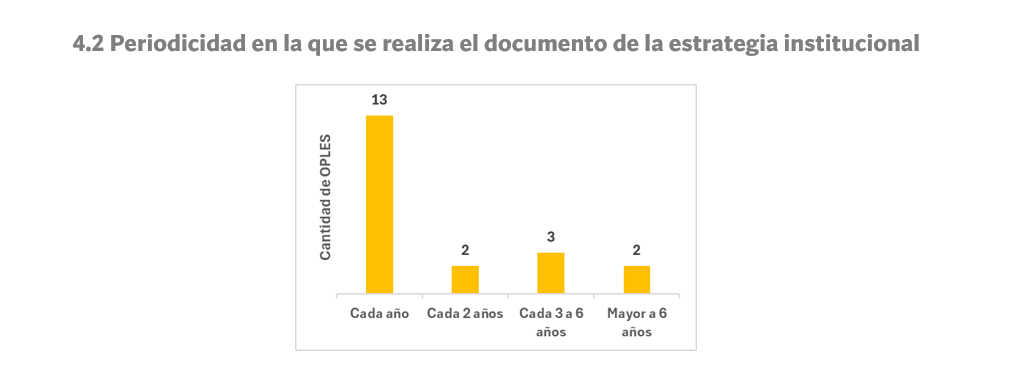 4.2 Periodicidad en la que se realiza el documento de la estrategia institucional
Cantidad de OPLES
13
2
3
2
Cada año
Cada 2 años
Cada 3 a 6
años
Mayor a 6
años